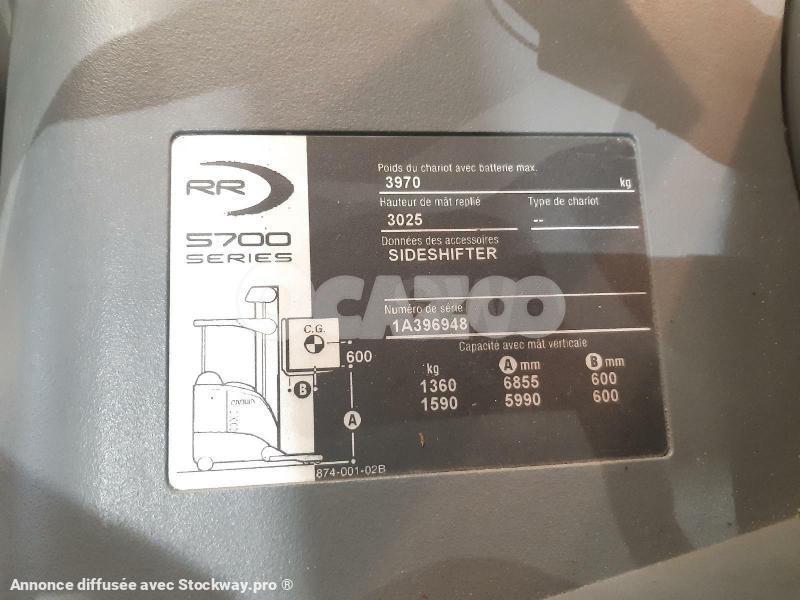 RR
5700
SERIES
C.G.
600
B
A
CROWN
874-001-02B
Poids du chariot avec batterie max.
3970 kg
Hauteur de mât replié Type de chariot
3025 --
Données des accessoires
SIDESHIFTER
OCAZOO
Numéro de série
1A396948
Capacité avec mât verticale
kg A mm B mm
1360 6855 600
1590 5990 600
Annonce diffusée avec Stockway.pro ®